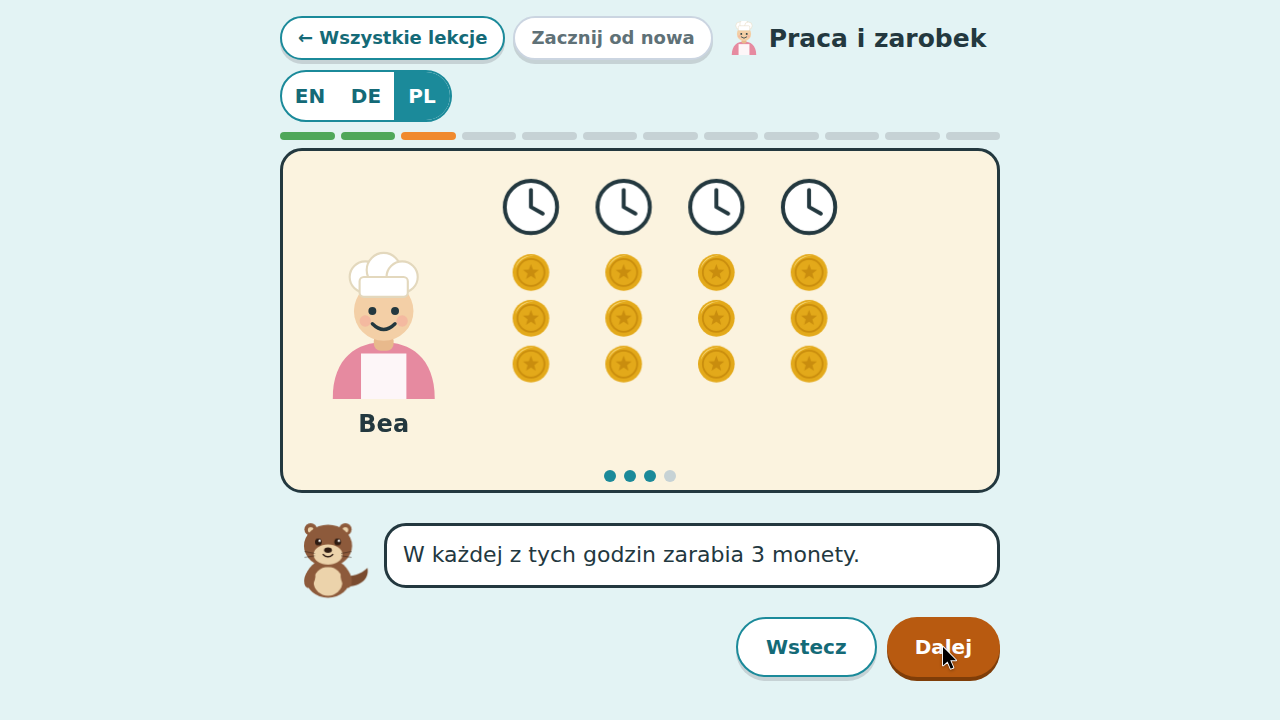 ← Wszystkie lekcje
Zacznij od nowa
Praca i zarobek
EN DE PL
Bea
W każdej z tych godzin zarabia 3 monety.
Wstecz
Dalej